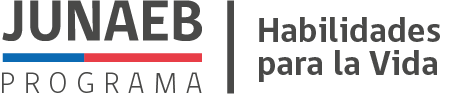 JUNAEB
PROGRAMA
Habilidades
para la Vida